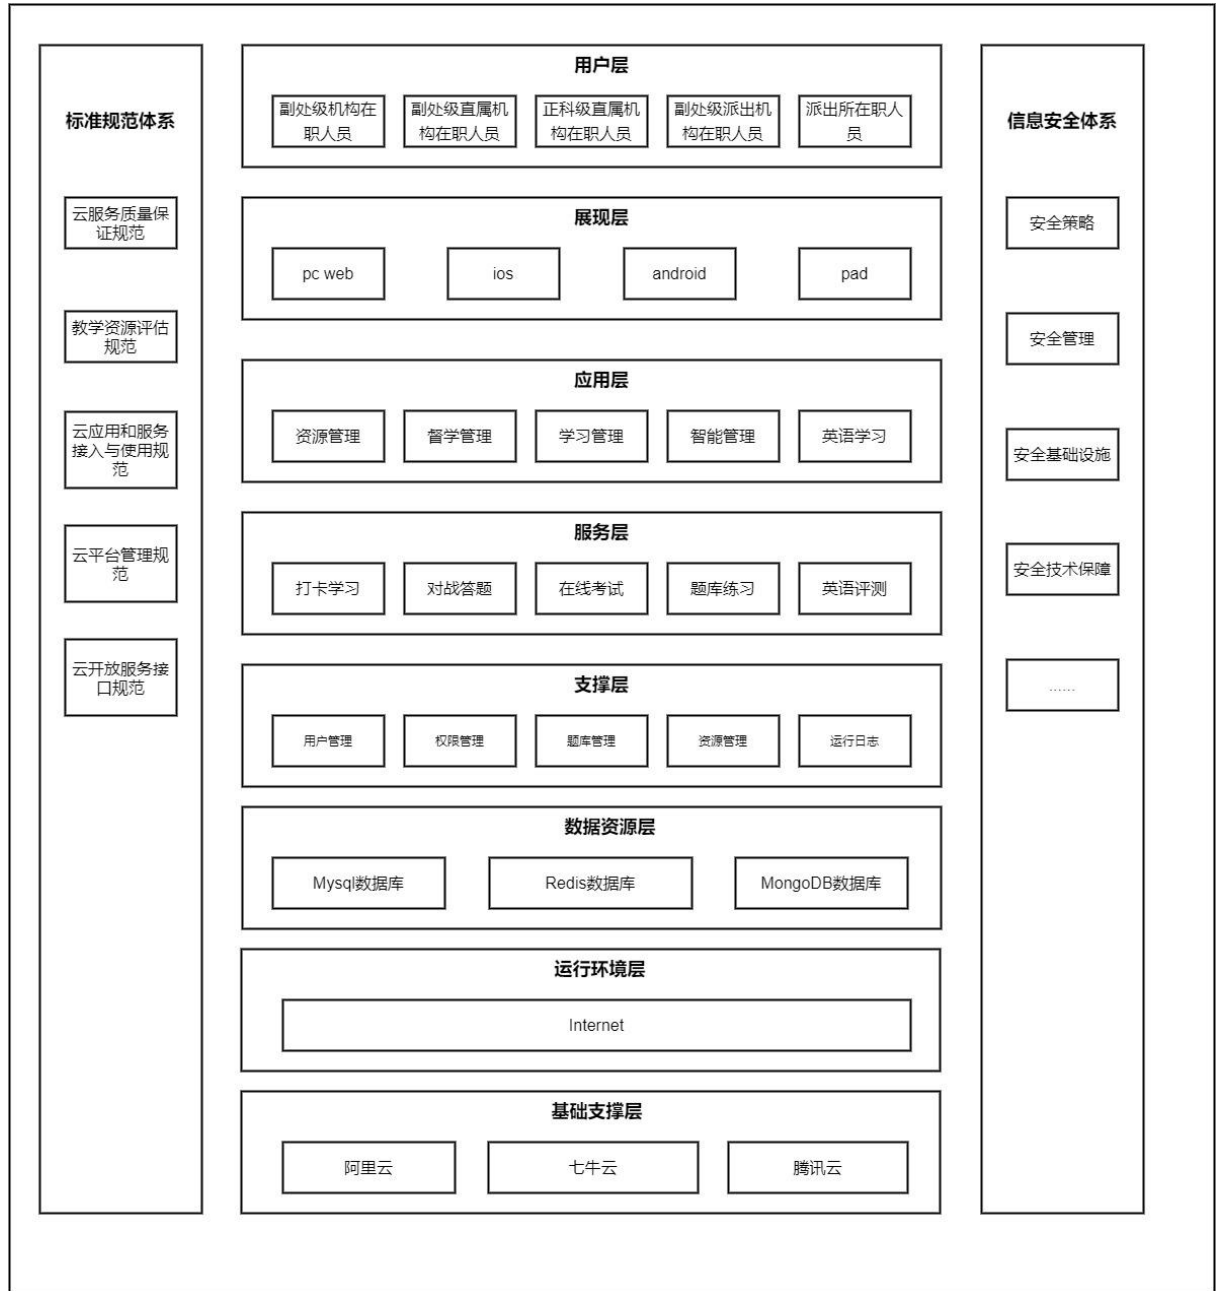 标准规范体系
云服务质量保
证规范
教学资源评估
规范
云应用和服务
接入与使用规
范
云平台管理规
范
云开放服务接
口规范
用户层
副处级机构在
职人员
副处级直属机
构在职人员
正科级直属机
构在职人员
副处级派出机
构在职人员
派出所在职人
员
展现层
pc web
ios
android
pad
应用层
资源管理
督学管理
学习管理
智能管理
英语学习
服务层
打卡学习
对战答题
在线考试
题库练习
英语评测
支撑层
用户管理
权限管理
题库管理
资源管理
运行日志
数据资源层
Mysql数据库
Redis数据库
MongoDB数据库
运行环境层
Internet
基础支撑层
阿里云
七牛云
腾讯云
信息安全体系
安全策略
安全管理
安全基础设施
安全技术保障
……